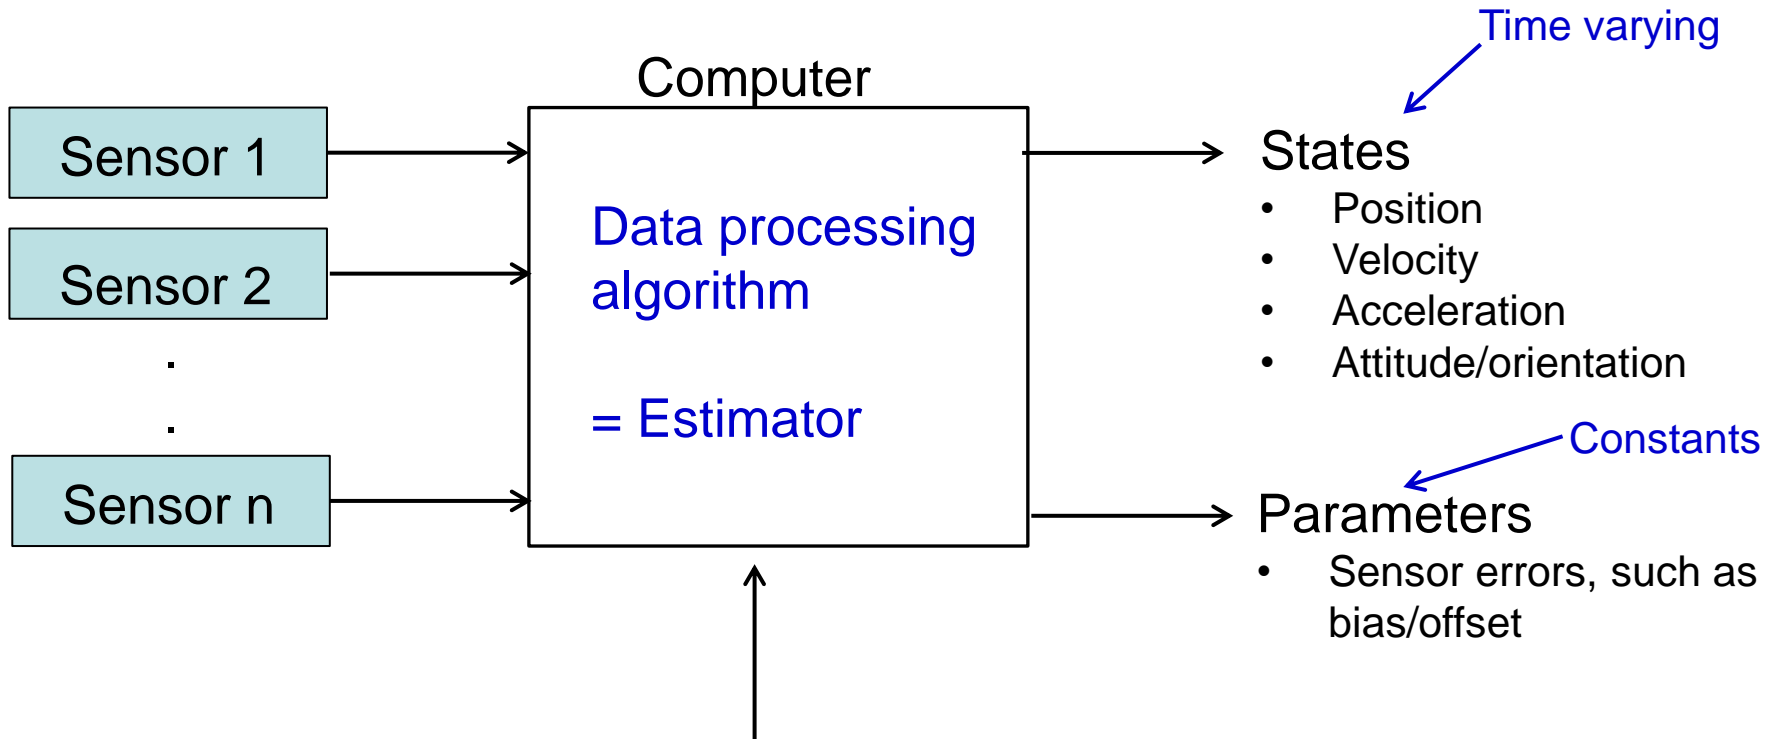 Time varying
Computer
Sensor 1
States
• Position
Data processing
• Velocity
Sensor 2
algorithm
• Acceleration
.
• Attitude/orientation
.
= Estimator
Constants
Sensor n
Parameters
• Sensor errors, such as
bias/offset